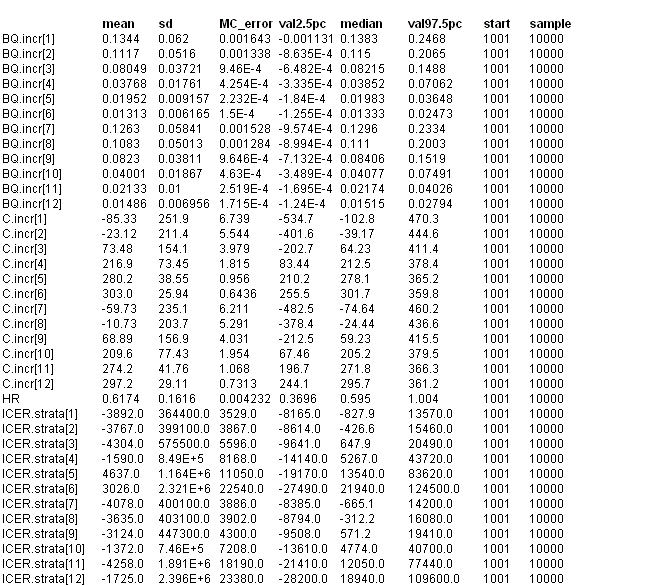 mean sd MC_error val2.5pc median val97.5pc start sample
BQ.incr[1] 0.1344 0.062 0.001643 -0.001131 0.1383 0.2468 1001 10000
BQ.incr[2] 0.1117 0.0516 0.001338 -8.635E-4 0.115 0.2065 1001 10000
BQ.incr[3] 0.08049 0.03721 9.46E-4 -6.482E-4 0.08215 0.1488 1001 10000
BQ.incr[4] 0.03768 0.01761 4.254E-4 -3.335E-4 0.03852 0.07062 1001 10000
BQ.incr[5] 0.01952 0.009157 2.232E-4 -1.84E-4 0.01983 0.03648 1001 10000
BQ.incr[6] 0.01313 0.006165 1.5E-4 -1.255E-4 0.01333 0.02473 1001 10000
BQ.incr[7] 0.1263 0.05841 0.001528 -9.574E-4 0.1296 0.2334 1001 10000
BQ.incr[8] 0.1083 0.05013 0.001284 -8.994E-4 0.111 0.2003 1001 10000
BQ.incr[9] 0.0823 0.03811 9.646E-4 -7.132E-4 0.08406 0.1519 1001 10000
BQ.incr[10] 0.04001 0.01867 4.63E-4 -3.489E-4 0.04077 0.07491 1001 10000
BQ.incr[11] 0.02133 0.01 2.519E-4 -1.695E-4 0.02174 0.04026 1001 10000
BQ.incr[12] 0.01486 0.006956 1.715E-4 -1.24E-4 0.01515 0.02794 1001 10000
C.incr[1] -85.33 251.9 6.739 -534.7 -102.8 470.3 1001 10000
C.incr[2] -23.12 211.4 5.544 -401.6 -39.17 444.6 1001 10000
C.incr[3] 73.48 154.1 3.979 -202.7 64.23 411.4 1001 10000
C.incr[4] 216.9 73.45 1.815 83.44 212.5 378.4 1001 10000
C.incr[5] 280.2 38.55 0.956 210.2 278.1 365.2 1001 10000
C.incr[6] 303.0 25.94 0.6436 255.5 301.7 359.8 1001 10000
C.incr[7] -59.73 235.1 6.211 -482.5 -74.64 460.2 1001 10000
C.incr[8] -10.73 203.7 5.291 -378.4 -24.44 436.6 1001 10000
C.incr[9] 68.89 156.9 4.031 -212.5 59.23 415.5 1001 10000
C.incr[10] 209.6 77.43 1.954 67.46 205.2 379.5 1001 10000
C.incr[11] 274.2 41.76 1.068 196.7 271.8 366.3 1001 10000
C.incr[12] 297.2 29.11 0.7313 244.1 295.7 361.2 1001 10000
HR 0.6174 0.1616 0.004232 0.3696 0.595 1.004 1001 10000
ICER.strata[1] -3892.0 364400.0 3529.0 -8165.0 -827.9 13570.0 1001 10000
ICER.strata[2] -3767.0 399100.0 3867.0 -8614.0 -426.6 15460.0 1001 10000
ICER.strata[3] -4304.0 575500.0 5596.0 -9641.0 647.9 20490.0 1001 10000
ICER.strata[4] -1590.0 8.49E+5 8168.0 -14140.0 5267.0 43720.0 1001 10000
ICER.strata[5] 4637.0 1.164E+6 11050.0 -19170.0 13540.0 83620.0 1001 10000
ICER.strata[6] 3026.0 2.321E+6 22540.0 -27490.0 21940.0 124500.0 1001 10000
ICER.strata[7] -4078.0 400100.0 3886.0 -8378.0 -665.1 14200.0 1001 10000
ICER.strata[8] -3635.0 403100.0 3902.0 -8794.0 -312.2 16080.0 1001 10000
ICER.strata[9] -3124.0 447300.0 4300.0 -9508.0 571.2 19410.0 1001 10000
ICER.strata[10] -1372.0 7.46E+5 7208.0 -13610.0 4774.0 40700.0 1001 10000
ICER.strata[11] -4258.0 1.891E+6 18190.0 -21410.0 12050.0 77440.0 1001 10000
ICER.strata[12] -1725.0 2.396E+6 23380.0 -28200.0 18940.0 109600.0 1001 10000